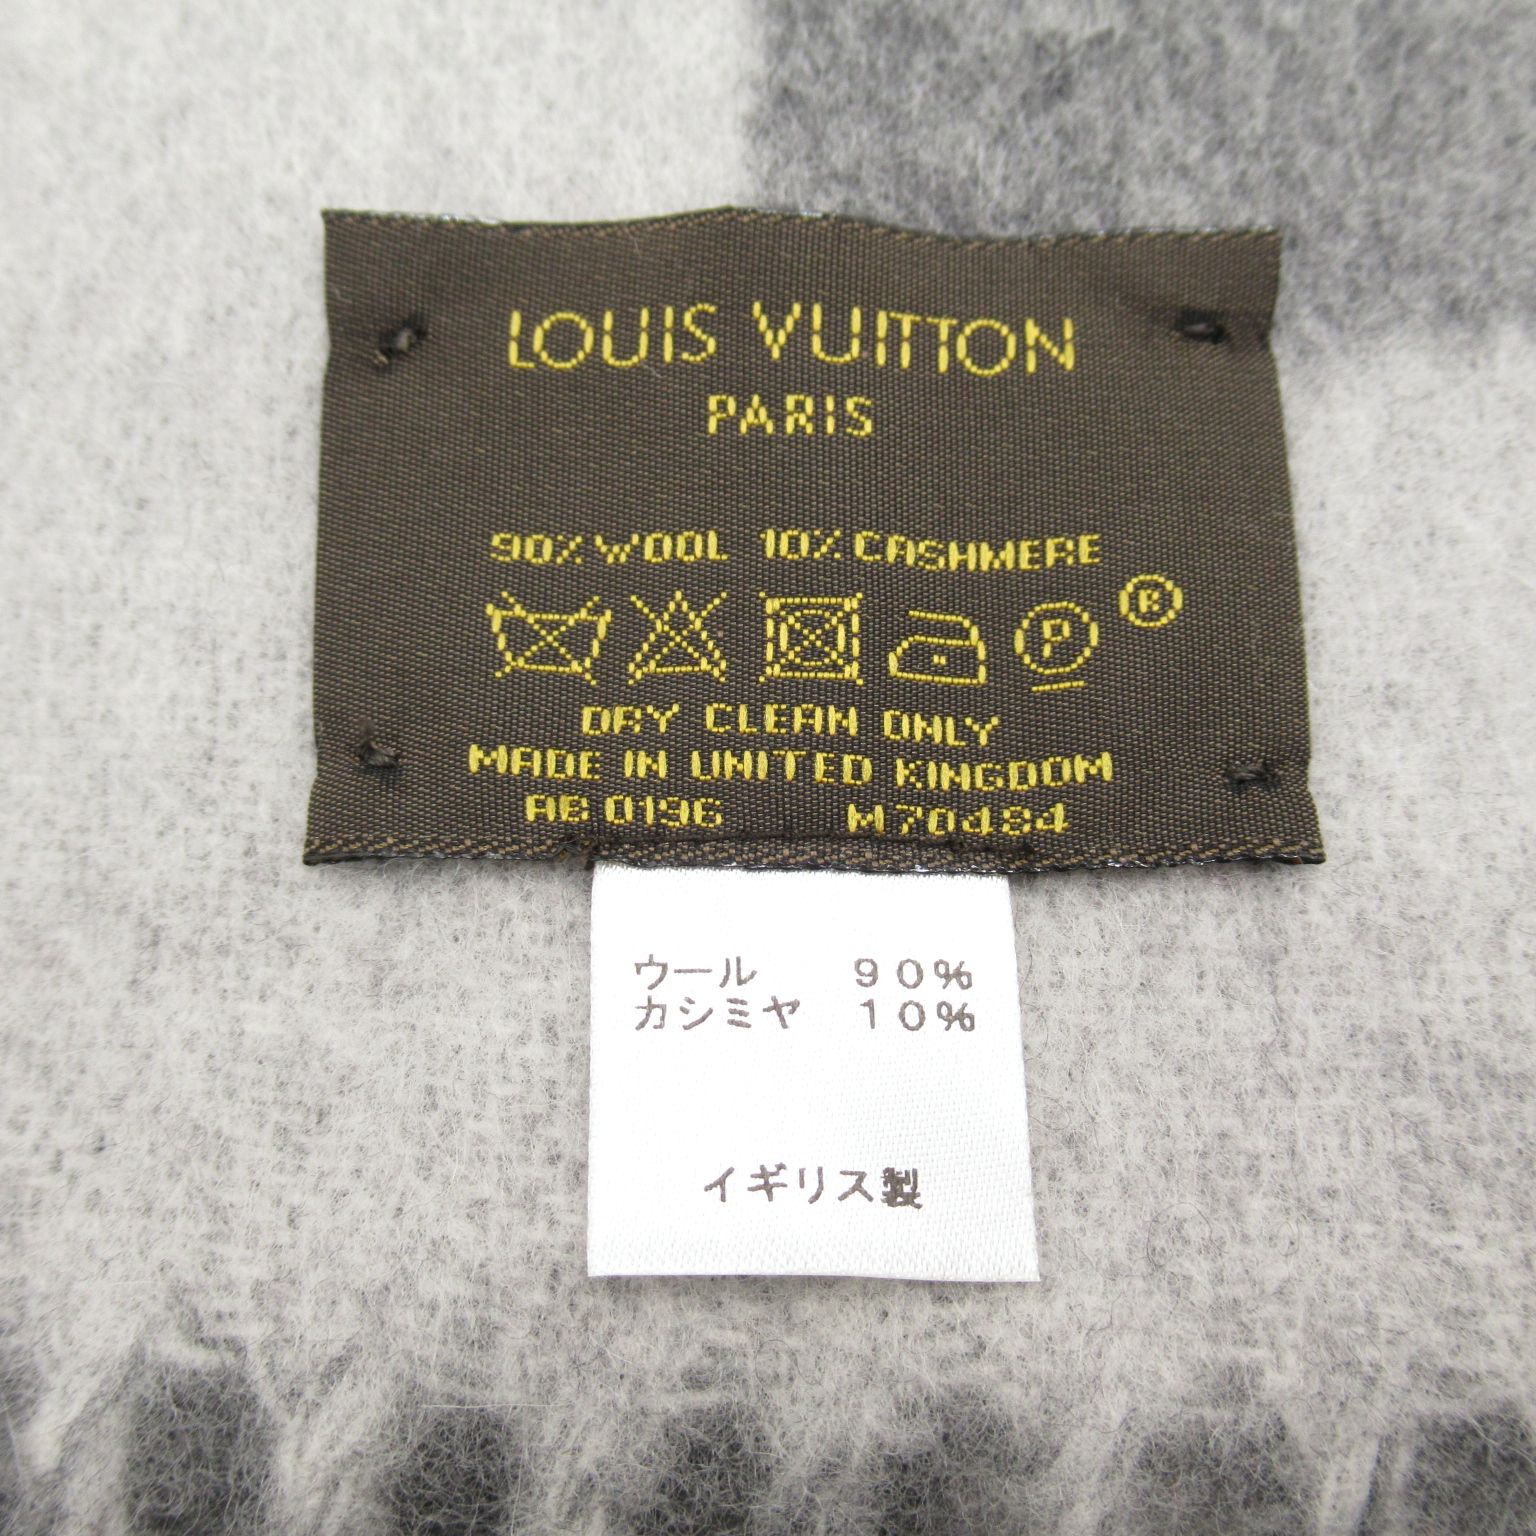 LOUIS VUITTON
PARIS
90% WOOL 10% CASHMERE
P ®
DRY CLEAN ONLY
MADE IN UNITED KINGDOM
AB 0196 M70484
ウール 90%
カシミヤ 10%
イギリス製